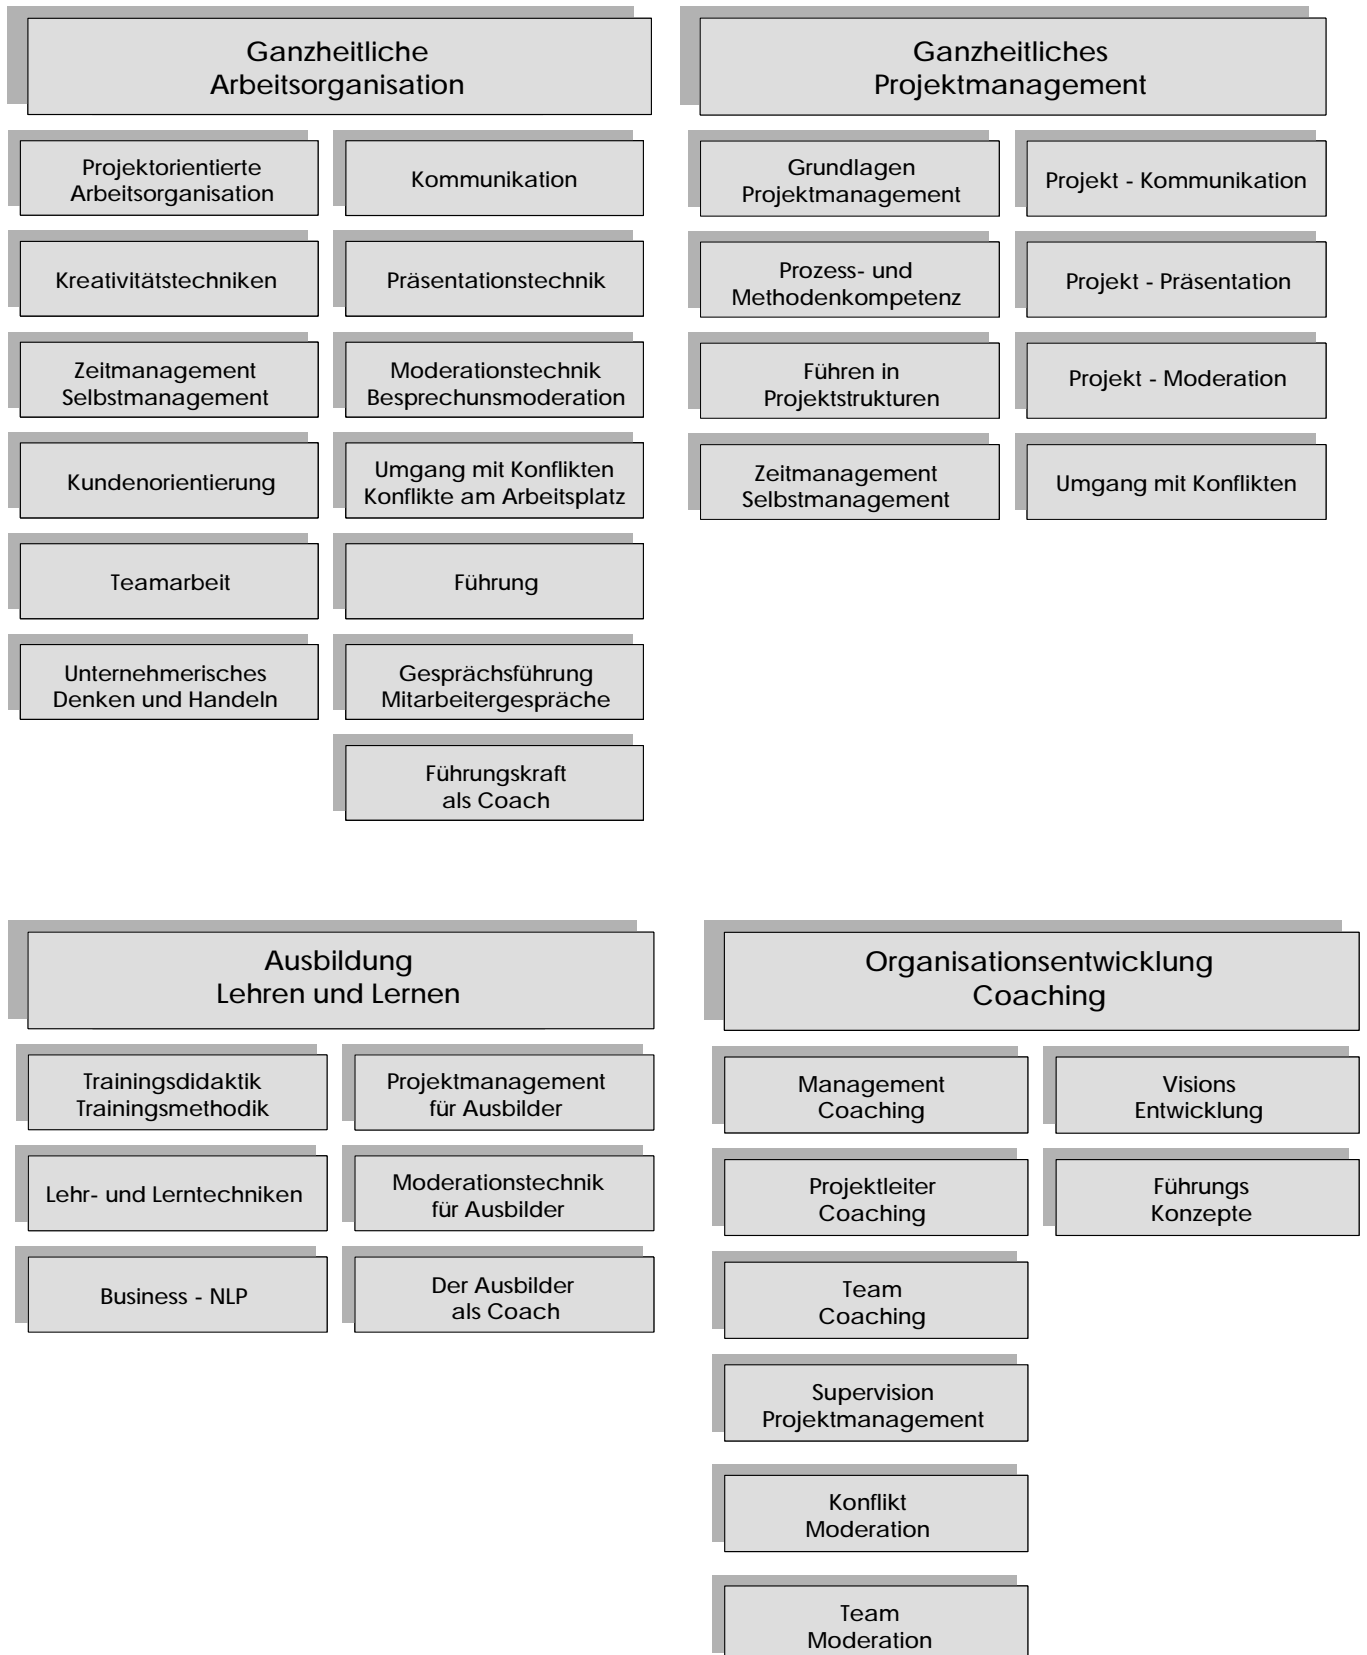 Ganzheitliche
Arbeitsorganisation
Projektorientierte
Arbeitsorganisation
Kommunikation
Kreativitätstechniken
Präsentationstechnik
Zeitmanagement
Selbstmanagement
Moderationstechnik
Besprechunsmoderation
Kundenorientierung
Umgang mit Konflikten
Konflikte am Arbeitsplatz
Teamarbeit
Führung
Unternehmerisches
Denken und Handeln
Gesprächsführung
Mitarbeitergespräche
Führungskraft
als Coach
Ganzheitliches
Projektmanagement
Grundlagen
Projektmanagement
Projekt - Kommunikation
Prozess- und
Methodenkompetenz
Projekt - Präsentation
Führen in
Projektstrukturen
Projekt - Moderation
Zeitmanagement
Selbstmanagement
Umgang mit Konflikten
Ausbildung
Lehren und Lernen
Trainingsdidaktik
Trainingsmethodik
Projektmanagement
für Ausbilder
Lehr- und Lerntechniken
Moderationstechnik
für Ausbilder
Business - NLP
Der Ausbilder
als Coach
Organisationsentwicklung
Coaching
Management
Coaching
Visions
Entwicklung
Projektleiter
Coaching
Führungs
Konzepte
Team
Coaching
Supervision
Projektmanagement
Konflikt
Moderation
Team
Moderation